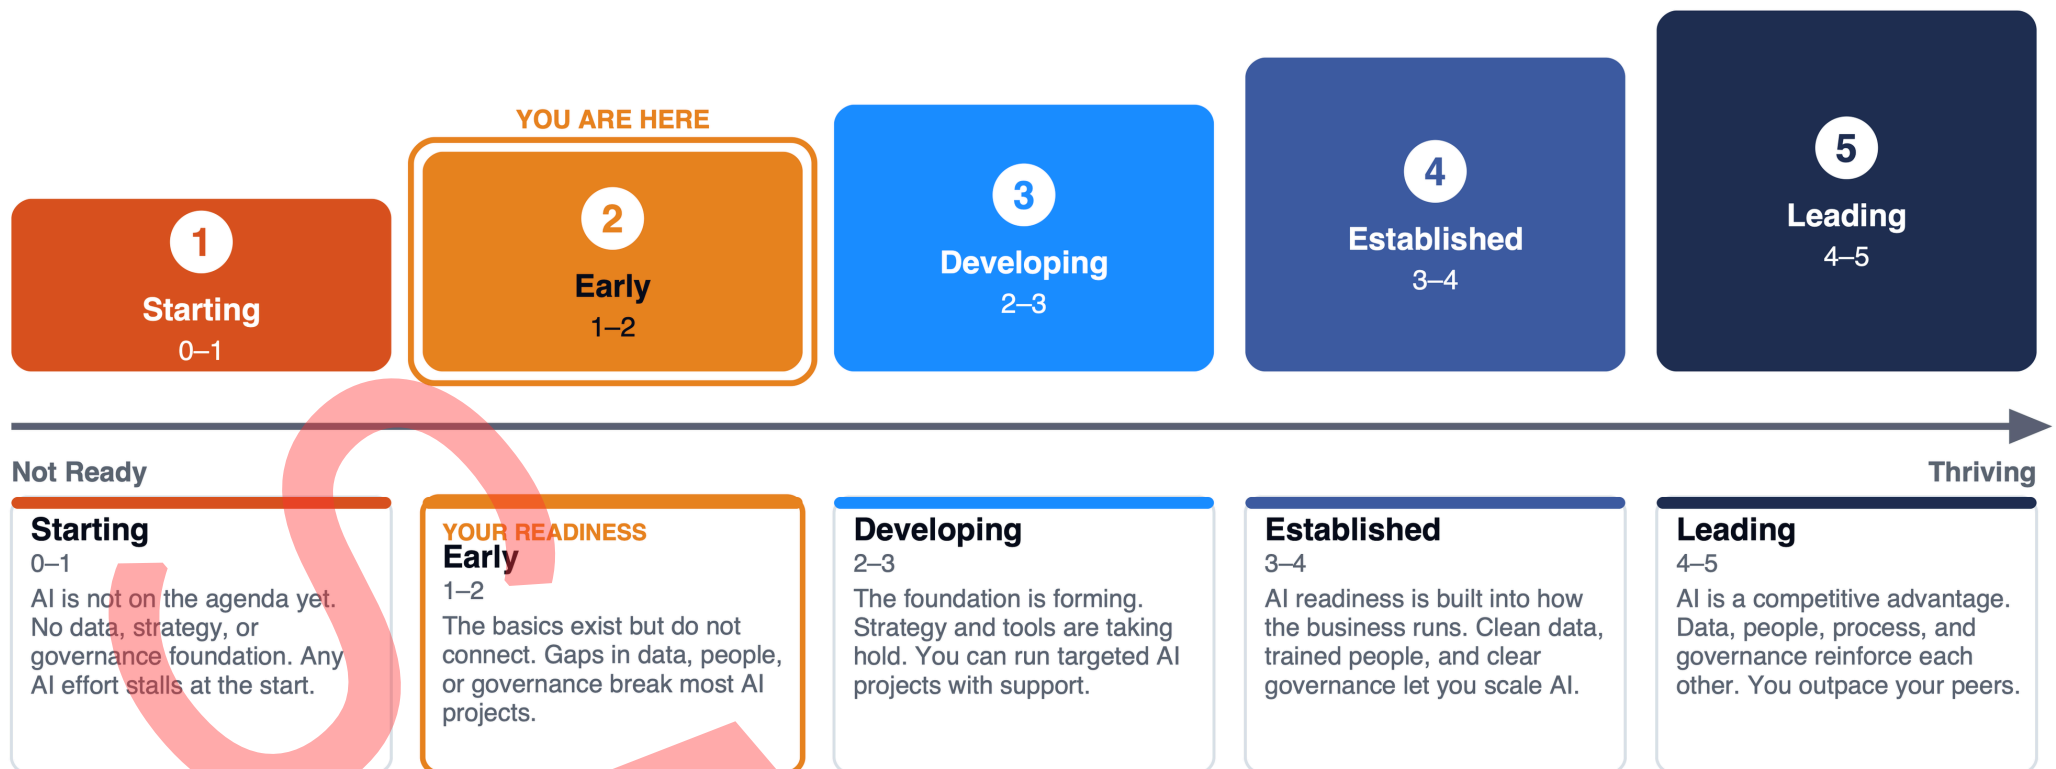 YOU ARE HERE
1
Starting
0–1
2
Early
1–2
3
Developing
2–3
4
Established
3–4
5
Leading
4–5
Not Ready
Thriving
Starting
0–1
AI is not on the agenda yet.
No data, strategy, or
governance foundation. Any
AI effort stalls at the start.
YOUR READINESS
Early
1–2
The basics exist but do not
connect. Gaps in data, people,
or governance break most AI
projects.
Developing
2–3
The foundation is forming.
Strategy and tools are taking
hold. You can run targeted AI
projects with support.
Established
3–4
AI readiness is built into how
the business runs. Clean data,
trained people, and clear
governance let you scale AI.
Leading
4–5
AI is a competitive advantage.
Data, people, process, and
governance reinforce each
other. You outpace your peers.